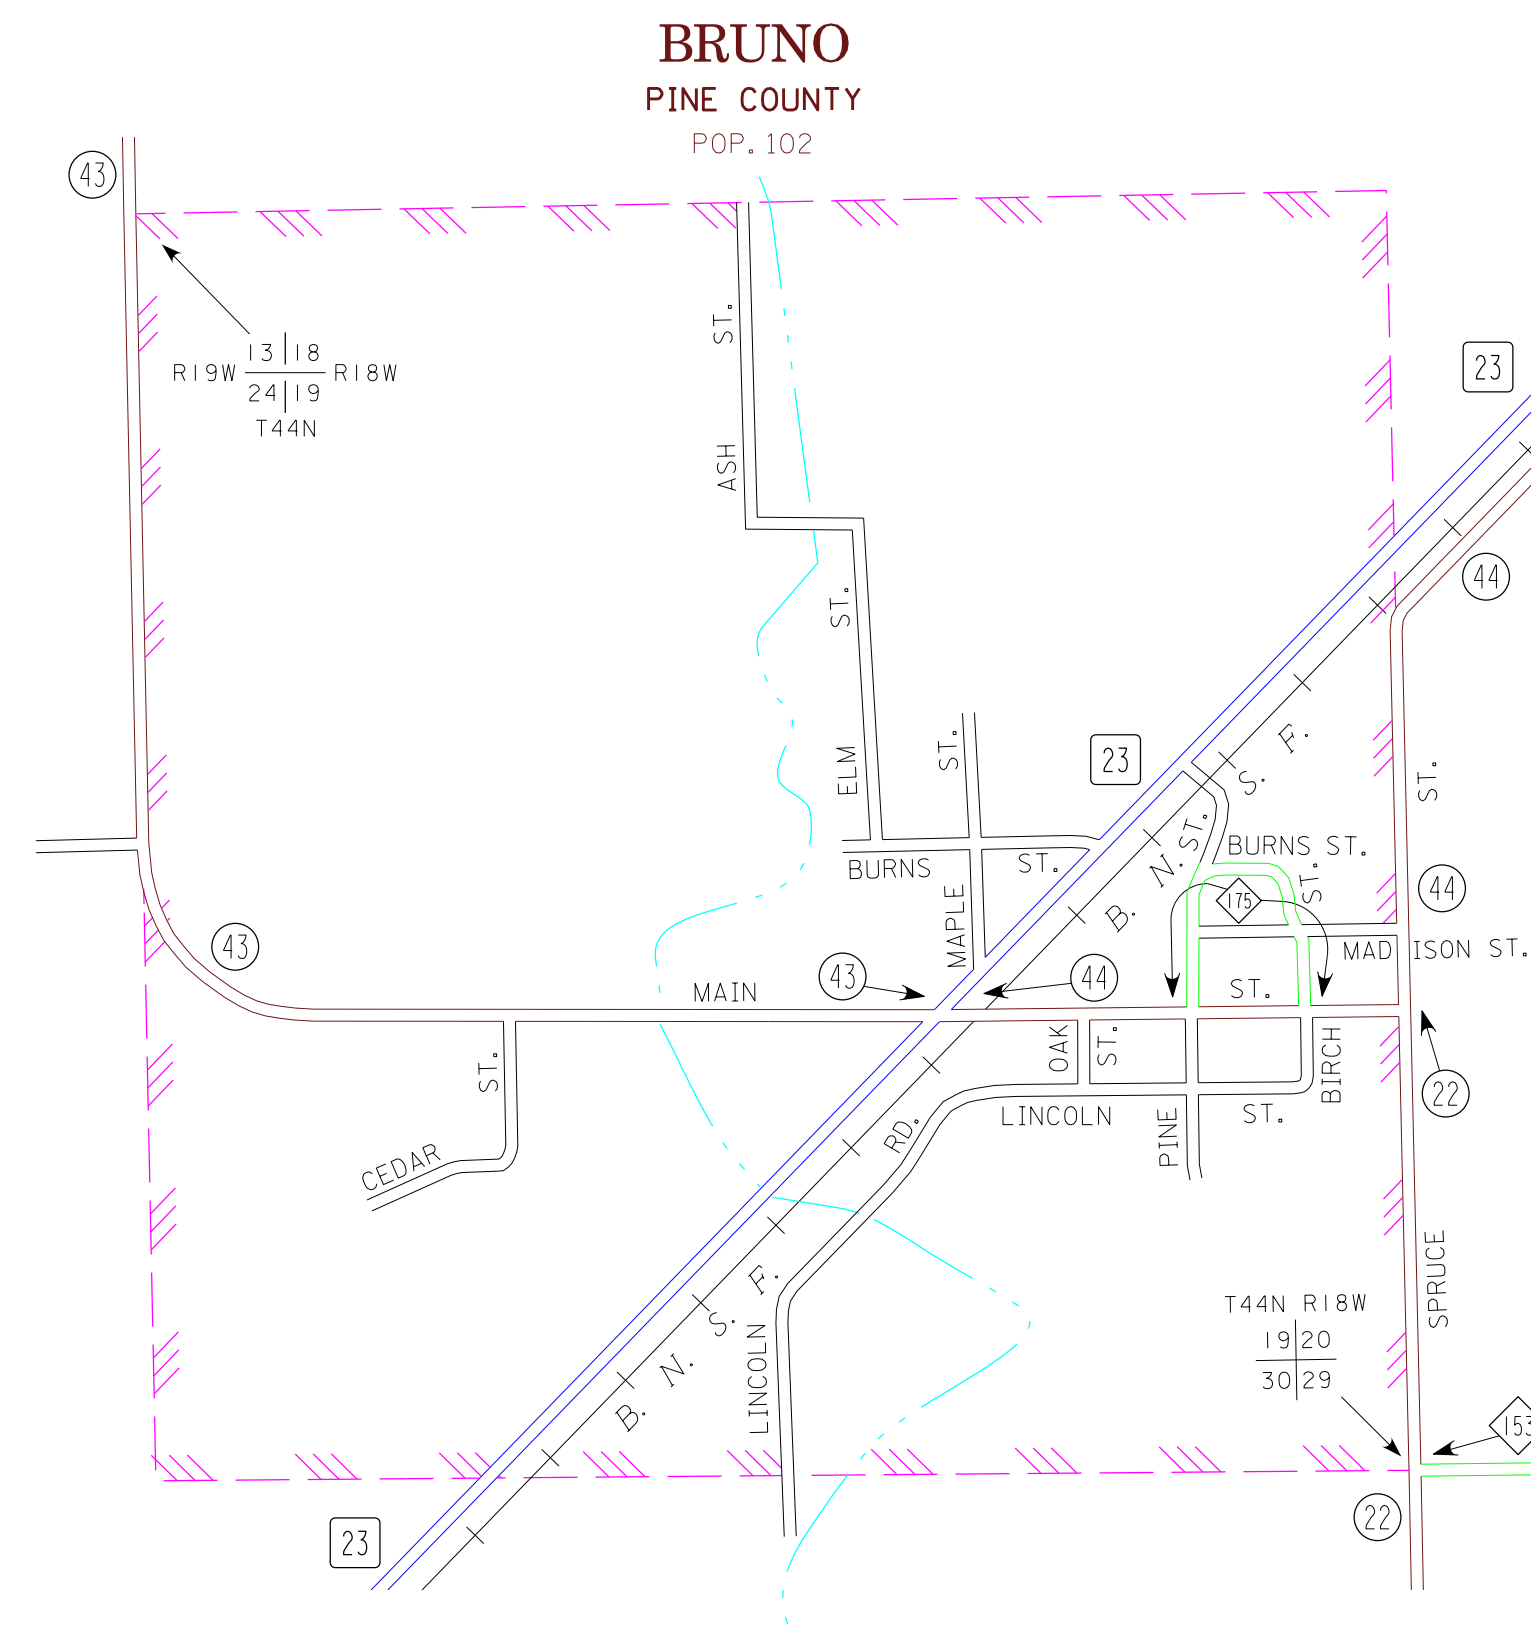 BRUNO
PINE COUNTY
POP. 102
43
13 18
R19W R18W
24 19
T44N
ST.
ASH
23
44
ST.
ELM
ST.
23
S. F.
B. N.
ST.
BURNS ST.
ST.
BURNS ST.
MAPLE
175
44
ST.
MADISON ST.
43
MAIN
43
44
ST.
OAK
ST.
BIRCH
22
ST.
CEDAR
LINCOLN ST.
RD.
PINE
SPRUCE
T44N R18W
19 20
30 29
B. N. S. F.
LINCOLN
153
22
23